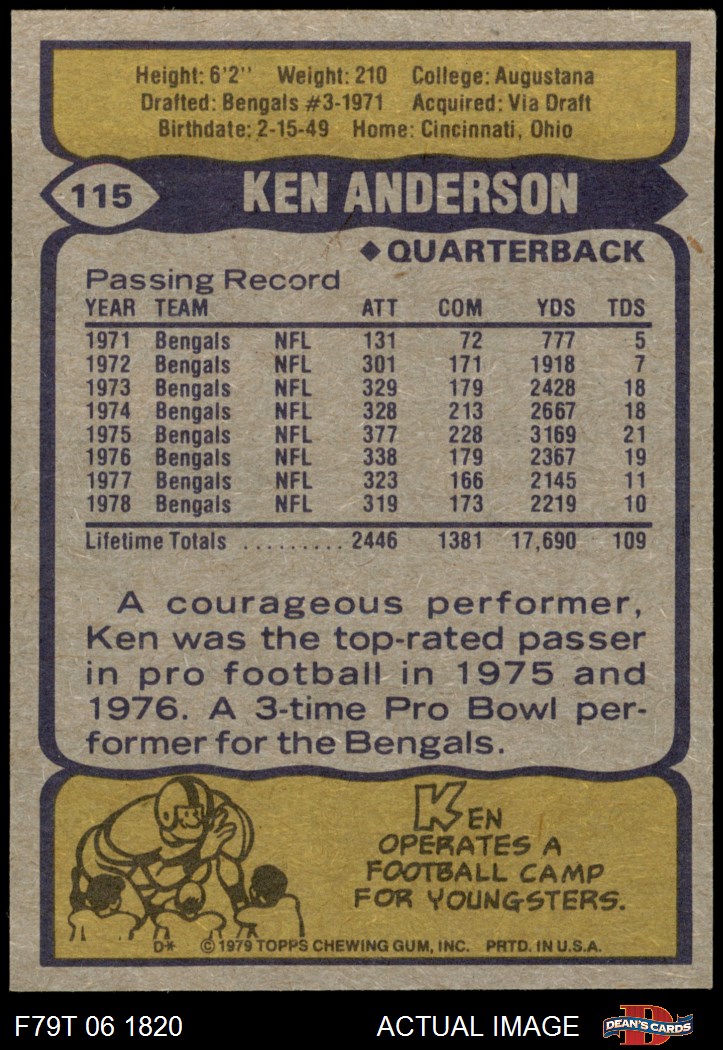 Height: 6'2'' Weight: 210 College: Augustana
Drafted: Bengals #3-1971 Acquired: Via Draft
Birthdate: 2-15-49 Home: Cincinnati, Ohio
115 KEN ANDERSON
◆ QUARTERBACK
Passing Record
YEAR TEAM ATT COM YDS TDS
1971 Bengals NFL 131 72 777 5
1972 Bengals NFL 301 171 1918 7
1973 Bengals NFL 329 179 2428 18
1974 Bengals NFL 328 213 2667 18
1975 Bengals NFL 377 228 3169 21
1976 Bengals NFL 338 179 2367 19
1977 Bengals NFL 323 166 2145 11
1978 Bengals NFL 319 173 2219 10
Lifetime Totals ......... 2446 1381 17,690 109
A courageous performer,
Ken was the top-rated passer
in pro football in 1975 and
1976. A 3-time Pro Bowl per-
former for the Bengals.
KEN
OPERATES A
FOOTBALL CAMP
FOR YOUNGSTERS.
D* © 1979 TOPPS CHEWING GUM, INC. PRTD. IN U.S.A.
F79T 06 1820 ACTUAL IMAGE D DEAN'S CARDS